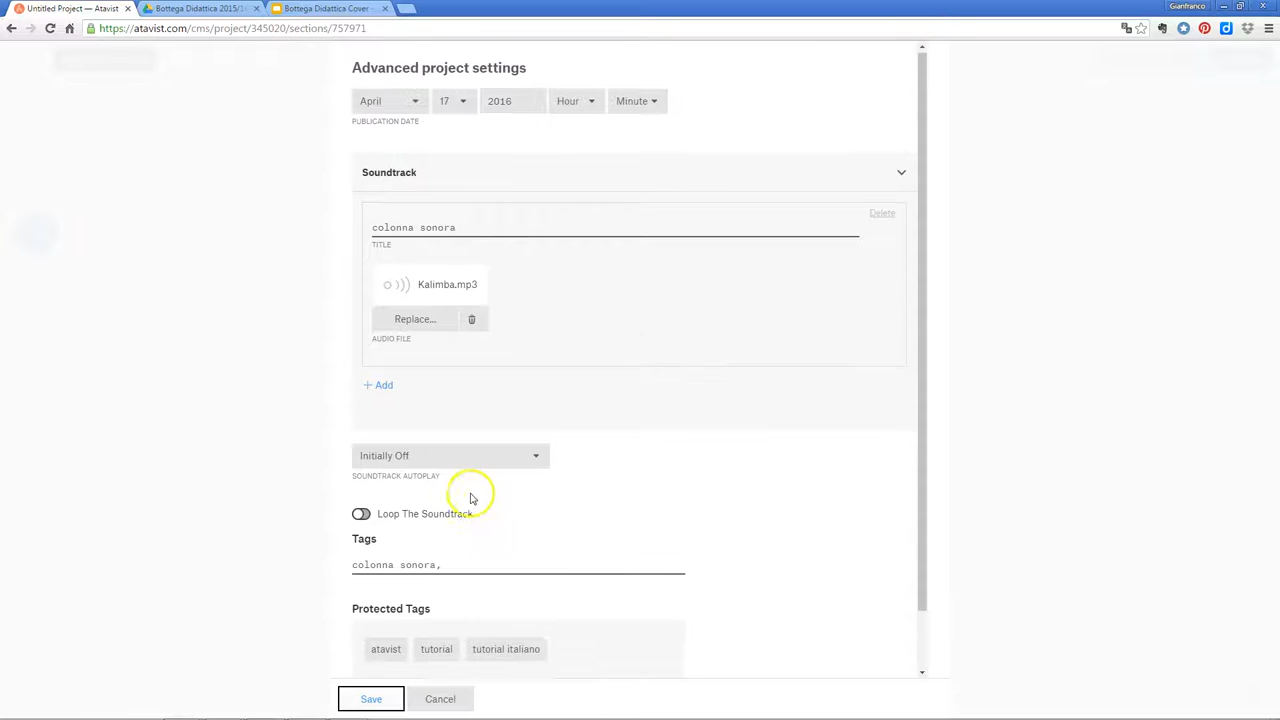 Untitled Project — Atavist
Bottega Didattica 2015/1
Bottega Didattica Cover -
Gianfranco
https://atavist.com/cms/project/345020/sections/757971
Advanced project settings
April
17
2016
Hour
Minute
PUBLICATION DATE
Soundtrack
Delete
colonna sonora
TITLE
Kalimba.mp3
Replace...
AUDIO FILE
+ Add
Initially Off
SOUNDTRACK AUTOPLAY
Loop The Soundtrack
Tags
colonna sonora,
Protected Tags
atavist
tutorial
tutorial italiano
Save
Cancel